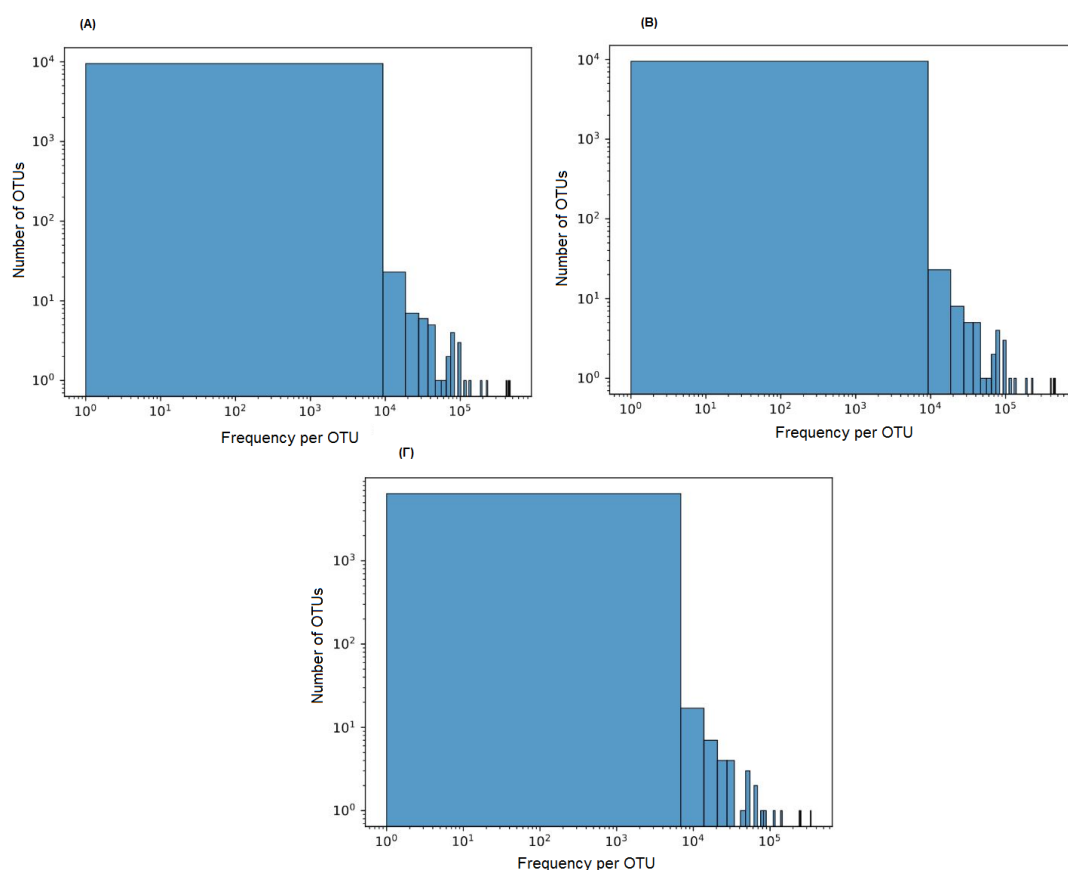 (A)
10⁴
10³
10²
10¹
10⁰
Number of OTUs
10⁰ 10¹ 10² 10³ 10⁴ 10⁵
Frequency per OTU
(B)
10⁴
10³
10²
10¹
10⁰
Number of OTUs
10⁰ 10¹ 10² 10³ 10⁴ 10⁵
Frequency per OTU
(Γ)
10³
10²
10¹
10⁰
Number of OTUs
10⁰ 10¹ 10² 10³ 10⁴ 10⁵
Frequency per OTU